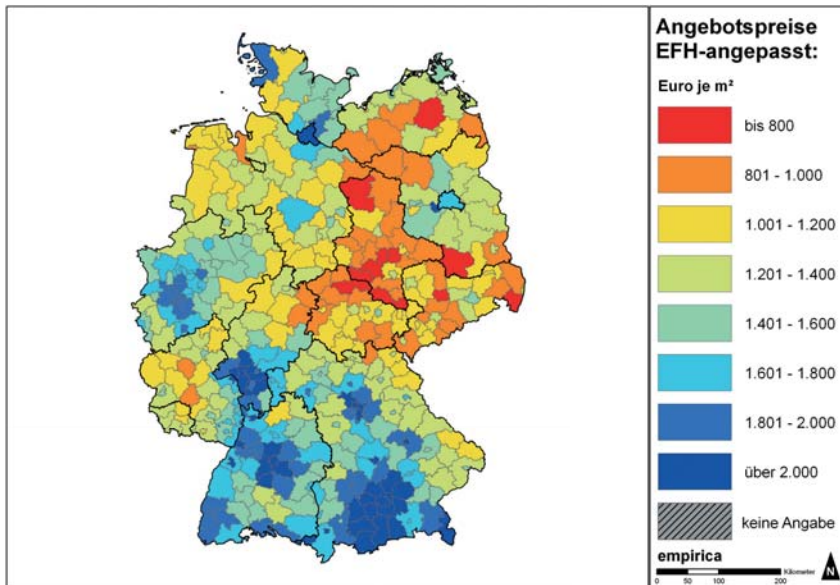 Angebotspreise
EFH-angepasst:
Euro je m²
bis 800
801 - 1.000
1.001 - 1.200
1.201 - 1.400
1.401 - 1.600
1.601 - 1.800
1.801 - 2.000
über 2.000
keine Angabe
empirica
Kilometer
0 50 100 200
N